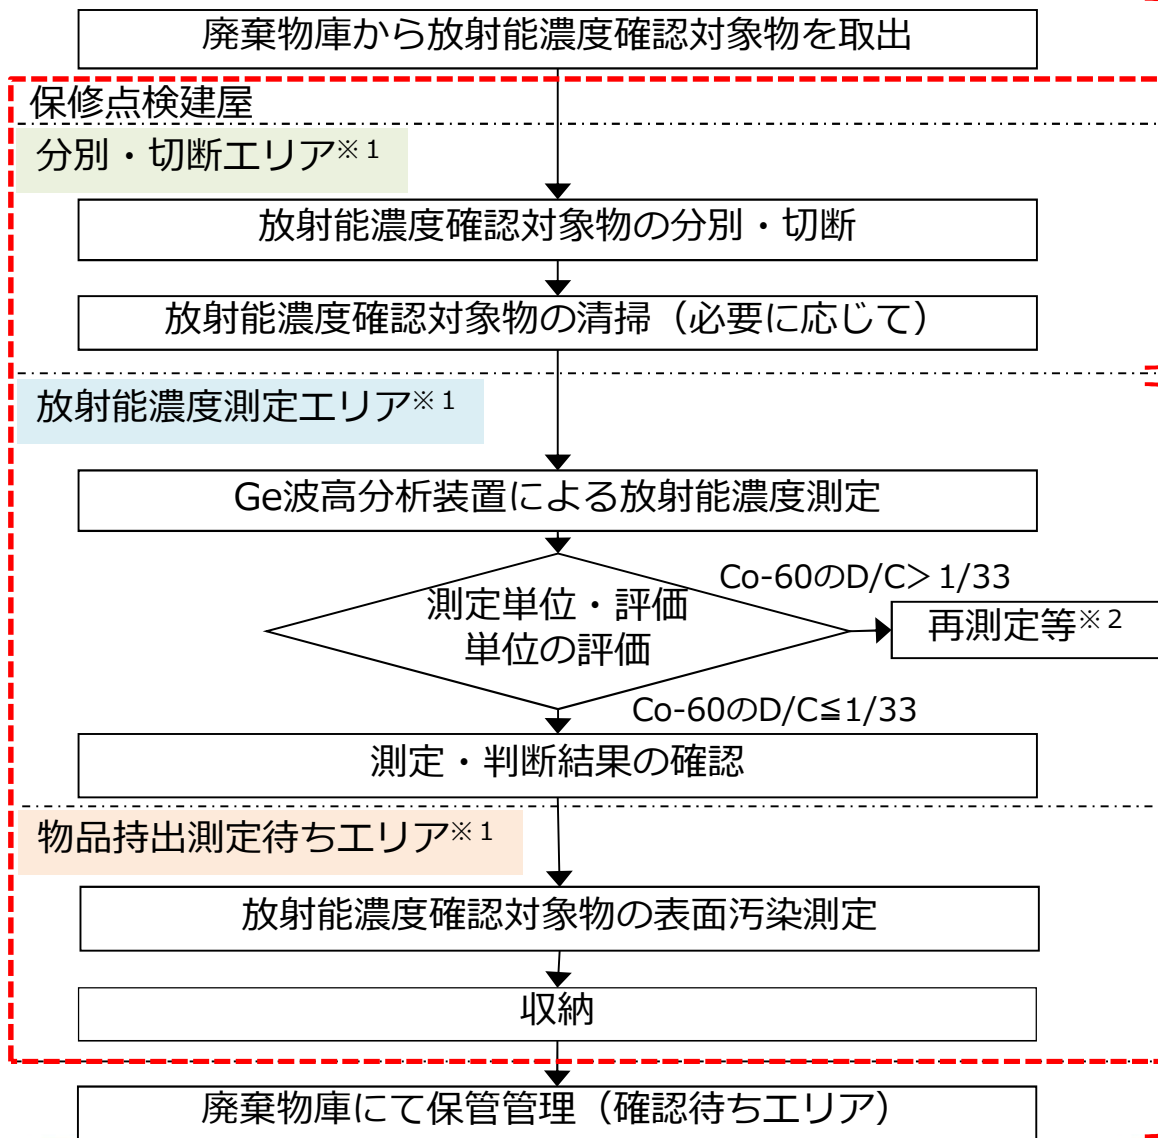 廃棄物庫から放射能濃度確認対象物を取出
保修点検建屋
分別・切断エリア※1
放射能濃度確認対象物の分別・切断
放射能濃度確認対象物の清掃（必要に応じて）
放射能濃度測定エリア※1
Ge波高分析装置による放射能濃度測定
Co-60のD/C＞1/33
測定単位・評価
単位の評価
再測定等※2
Co-60のD/C≦1/33
測定・判断結果の確認
物品持出測定待ちエリア※1
放射能濃度確認対象物の表面汚染測定
収納
廃棄物庫にて保管管理（確認待ちエリア）